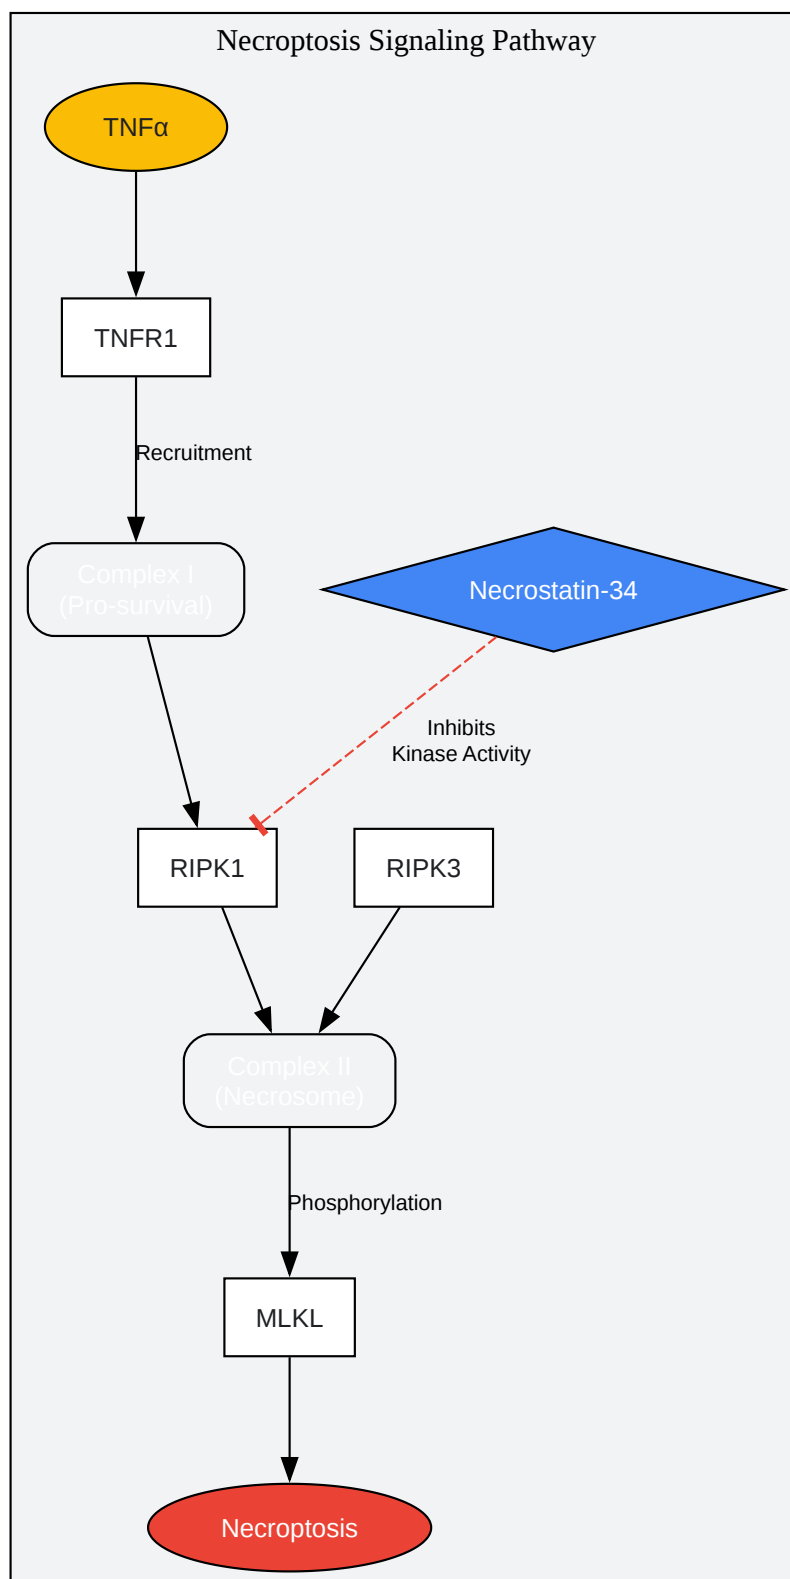 Necroptosis Signaling Pathway
TNFα
TNFR1
Recruitment
Complex I
(Pro-survival)
Necrostatin-34
Inhibits
Kinase Activity
RIPK1
RIPK3
Complex II
(Necrosome)
Phosphorylation
MLKL
Necroptosis